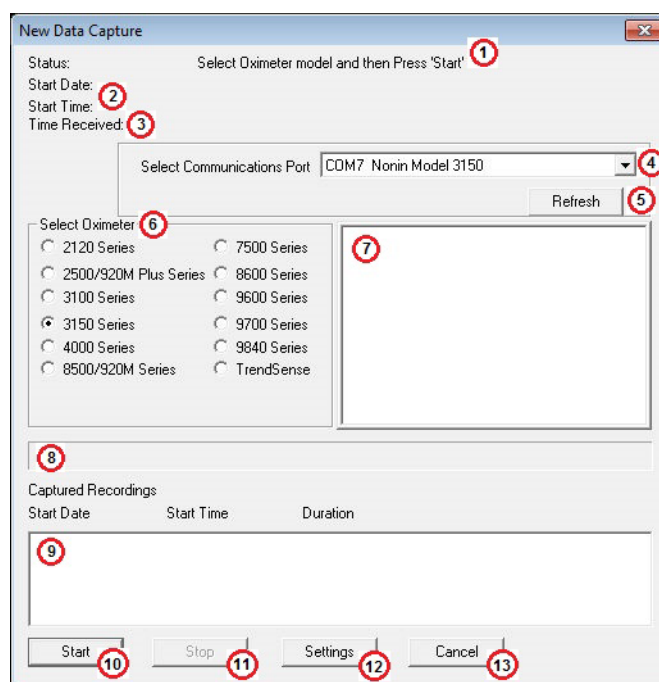 New Data Capture
Status: Select Oximeter model and then Press 'Start' 1
Start Date:
2
Start Time:
Time Received: 3
Select Communications Port COM7 Nonin Model 3150 4
Refresh 5
Select Oximeter 6
2120 Series 7500 Series 7
2500/920M Plus Series 8600 Series
3100 Series 9600 Series
3150 Series 9700 Series
4000 Series 9840 Series
8500/920M Series TrendSense
8
Captured Recordings
Start Date Start Time Duration
9
Start 10 Stop 11 Settings 12 Cancel 13